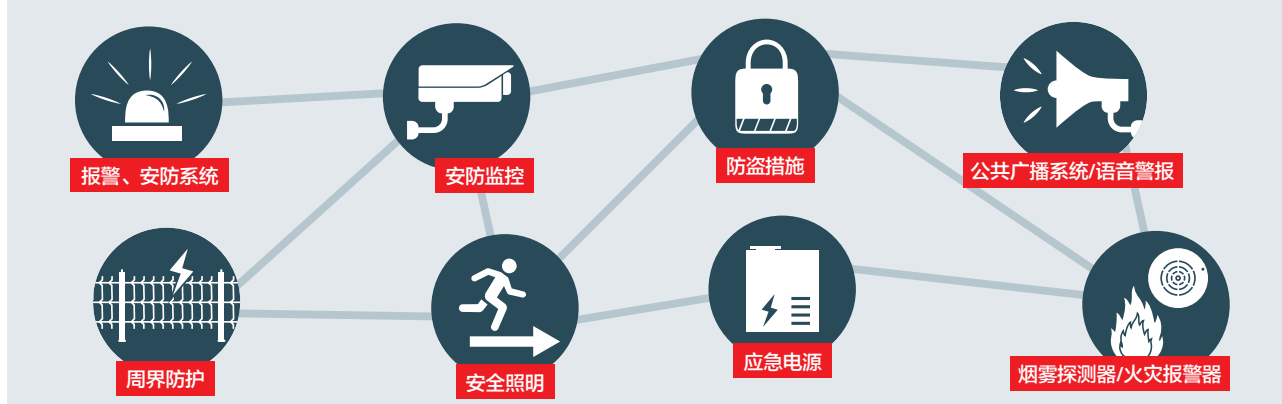 报警、安防系统
安防监控
防盗措施
公共广播系统/语音警报
周界防护
安全照明
应急电源
烟雾探测器/火灾报警器